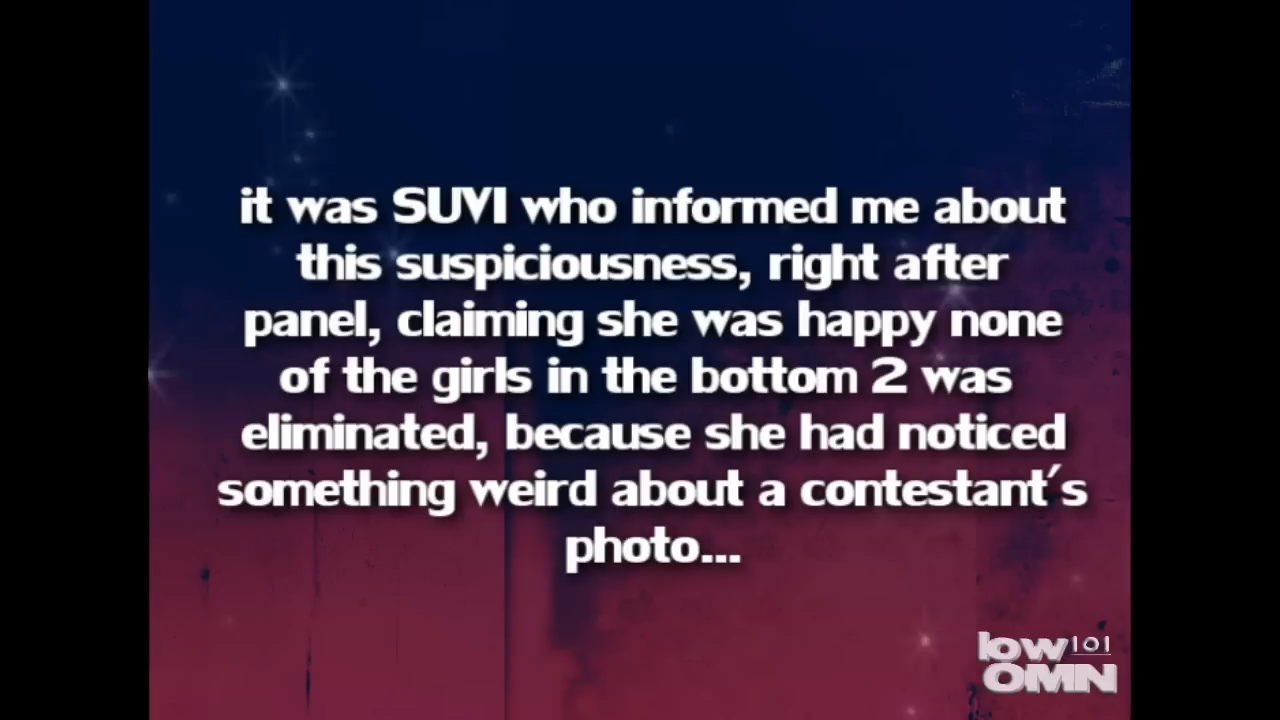 it was SUVI who informed me about
this suspiciousness, right after
panel, claiming she was happy none
of the girls in the bottom 2 was
eliminated, because she had noticed
something weird about a contestant's
photo...
low 101
OMN